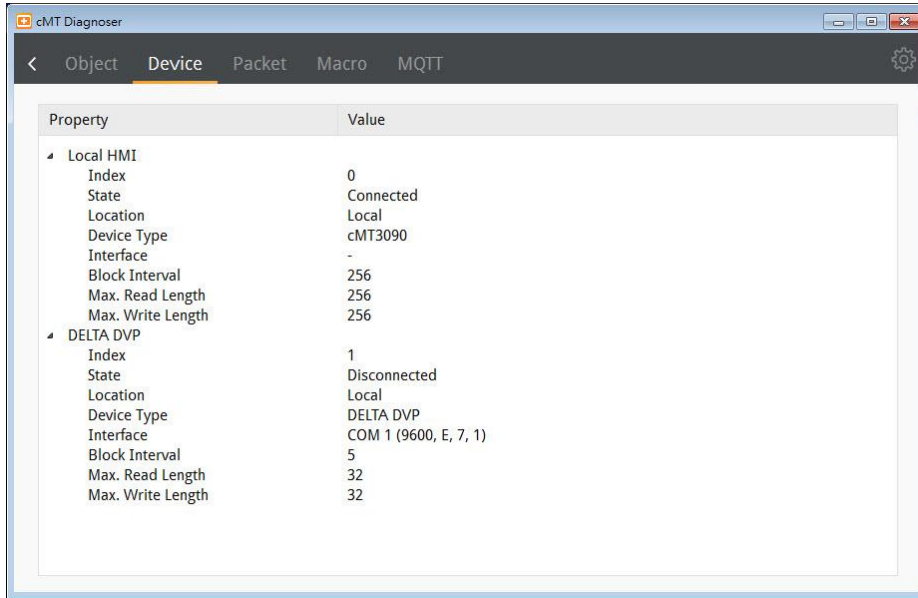 cMT Diagnoser
Object Device Packet Macro MQTT
Property Value
Local HMI
Index 0
State Connected
Location Local
Device Type cMT3090
Interface -
Block Interval 256
Max. Read Length 256
Max. Write Length 256
DELTA DVP
Index 1
State Disconnected
Location Local
Device Type DELTA DVP
Interface COM 1 (9600, E, 7, 1)
Block Interval 5
Max. Read Length 32
Max. Write Length 32